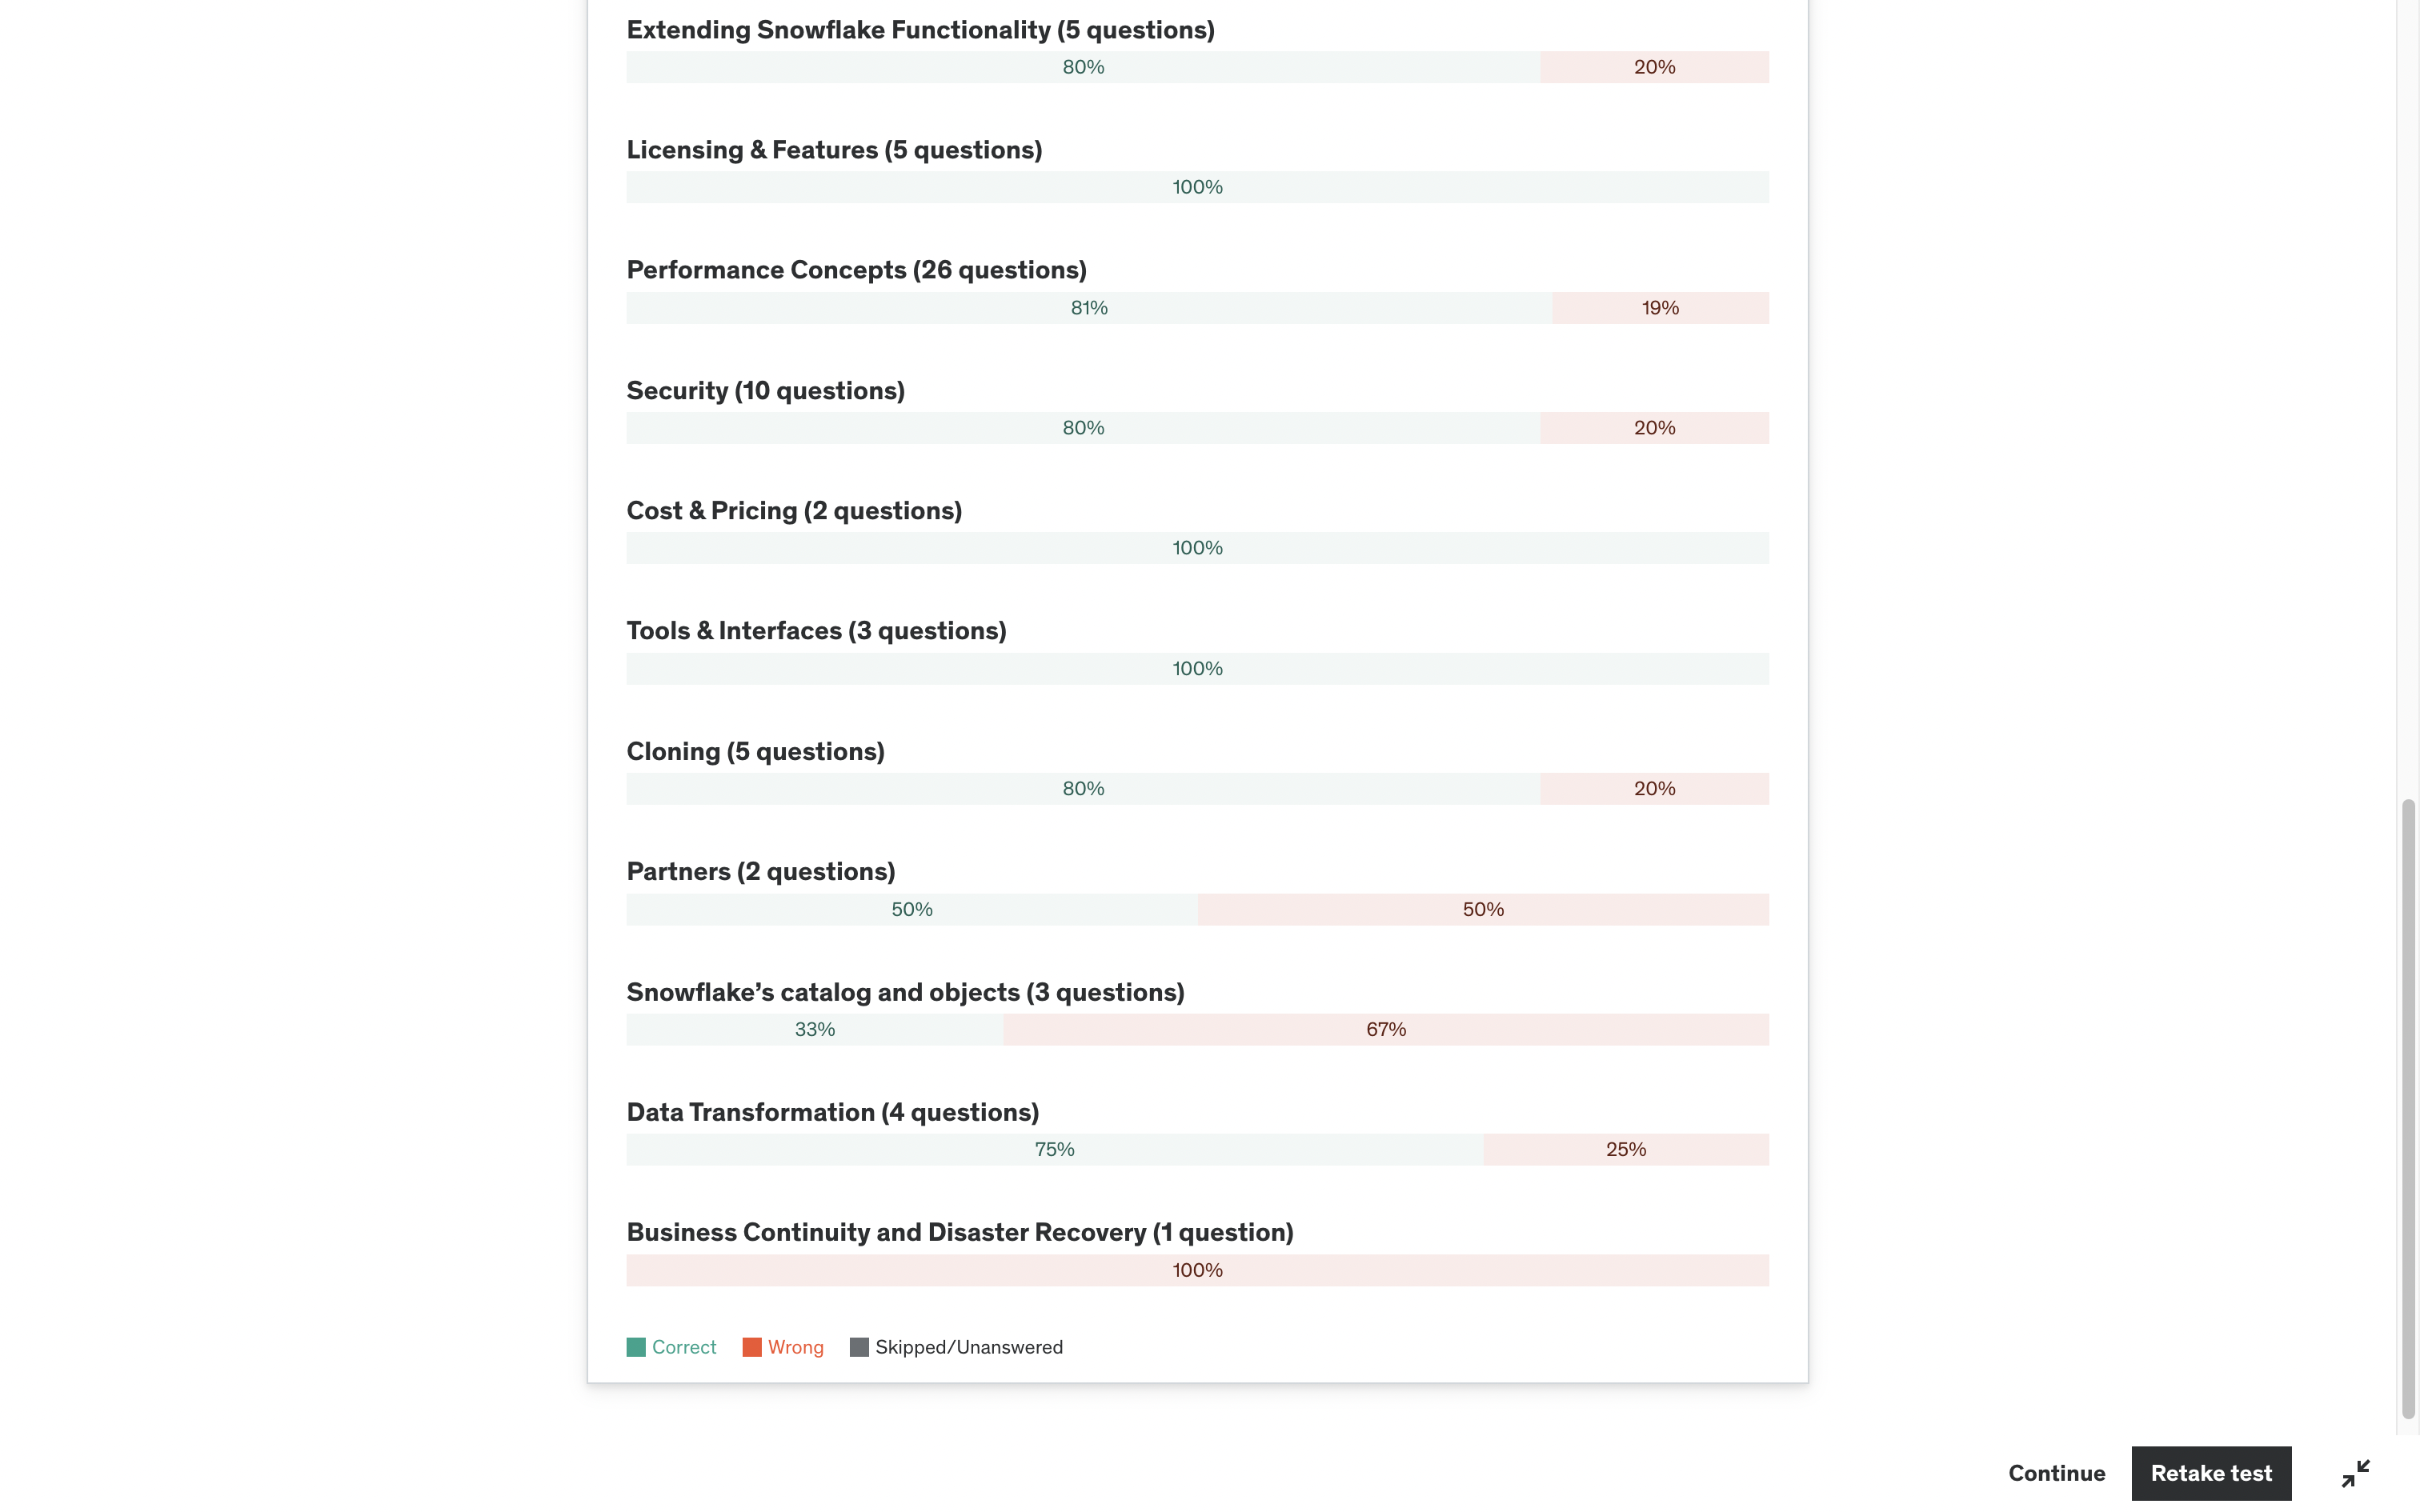 Extending Snowflake Functionality (5 questions)
80% 20%
Licensing & Features (5 questions)
100%
Performance Concepts (26 questions)
81% 19%
Security (10 questions)
80% 20%
Cost & Pricing (2 questions)
100%
Tools & Interfaces (3 questions)
100%
Cloning (5 questions)
80% 20%
Partners (2 questions)
50% 50%
Snowflake’s catalog and objects (3 questions)
33% 67%
Data Transformation (4 questions)
75% 25%
Business Continuity and Disaster Recovery (1 question)
100%
Correct Wrong Skipped/Unanswered
Continue Retake test